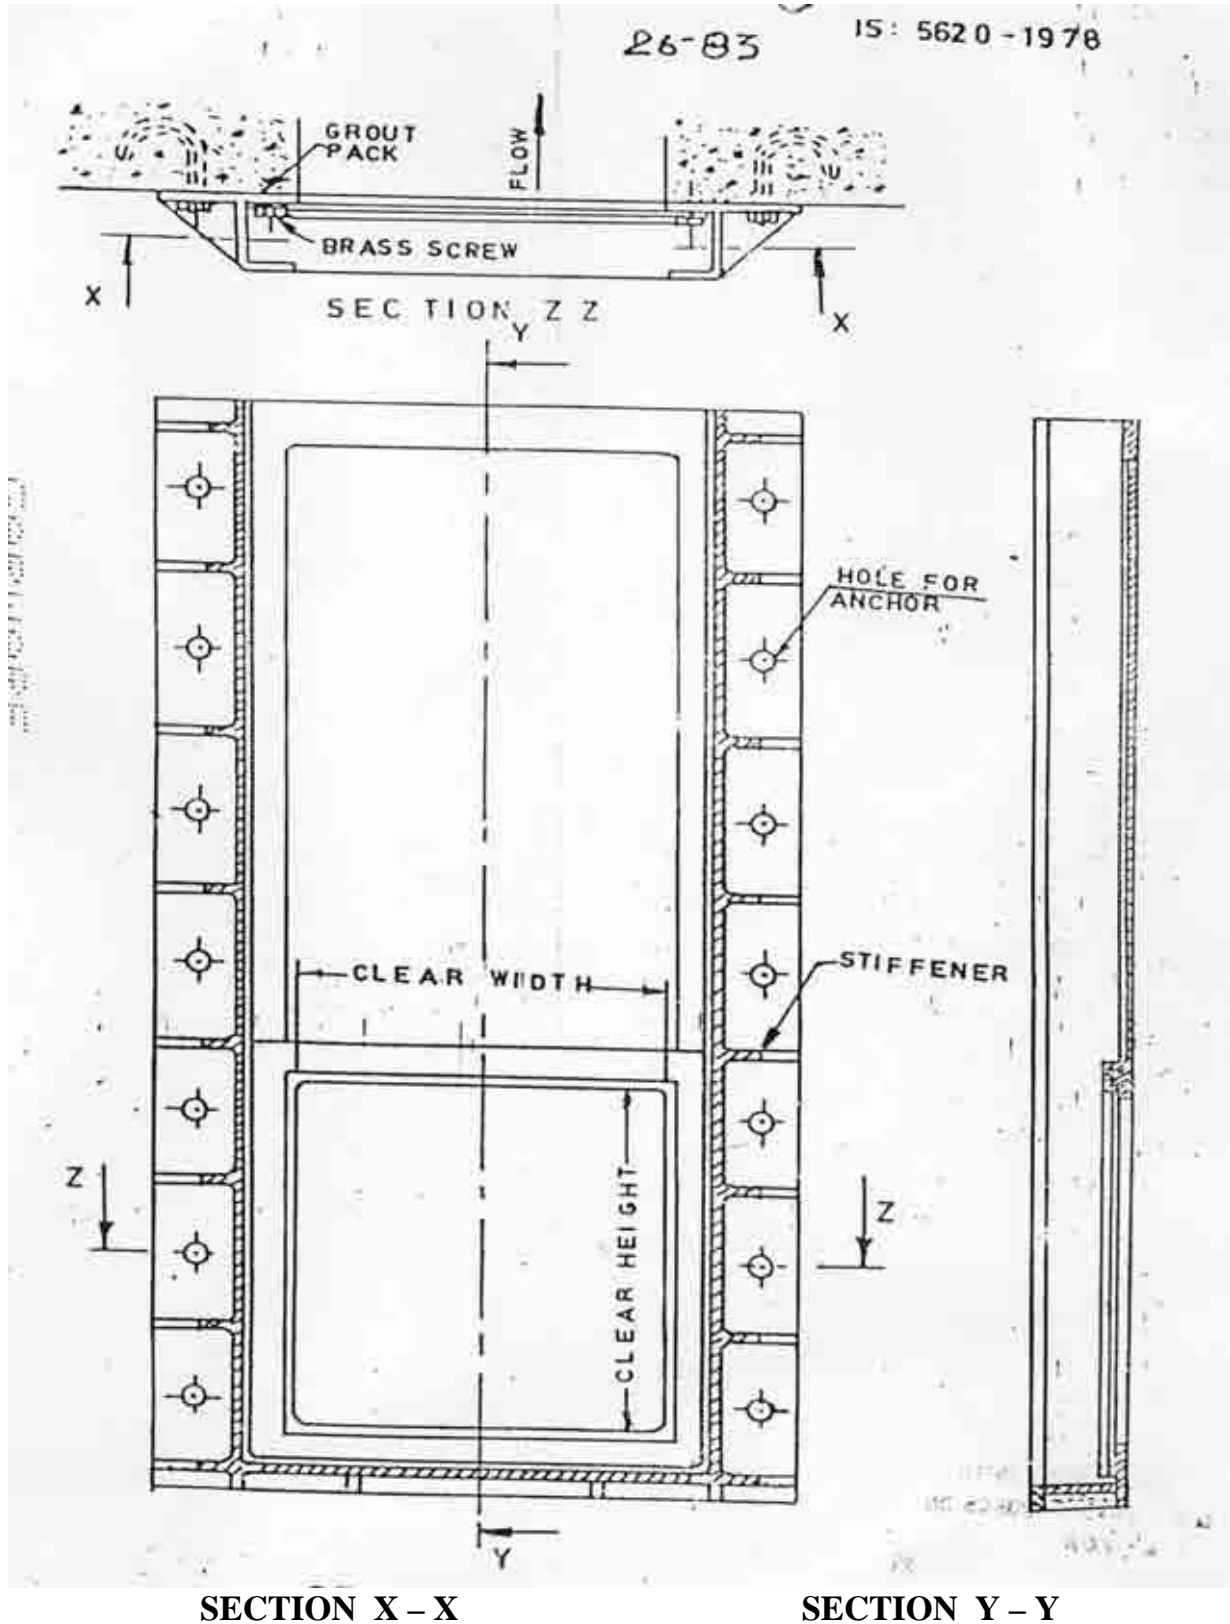 26-83
IS: 5620-1978
GROUT
PACK
FLOW
BRASS SCREW
X
X
SECTION Z Z
Y
HOLE FOR
ANCHOR
CLEAR WIDTH
STIFFENER
Z
Z
CLEAR HEIGHT
Y
SECTION X – X
SECTION Y – Y